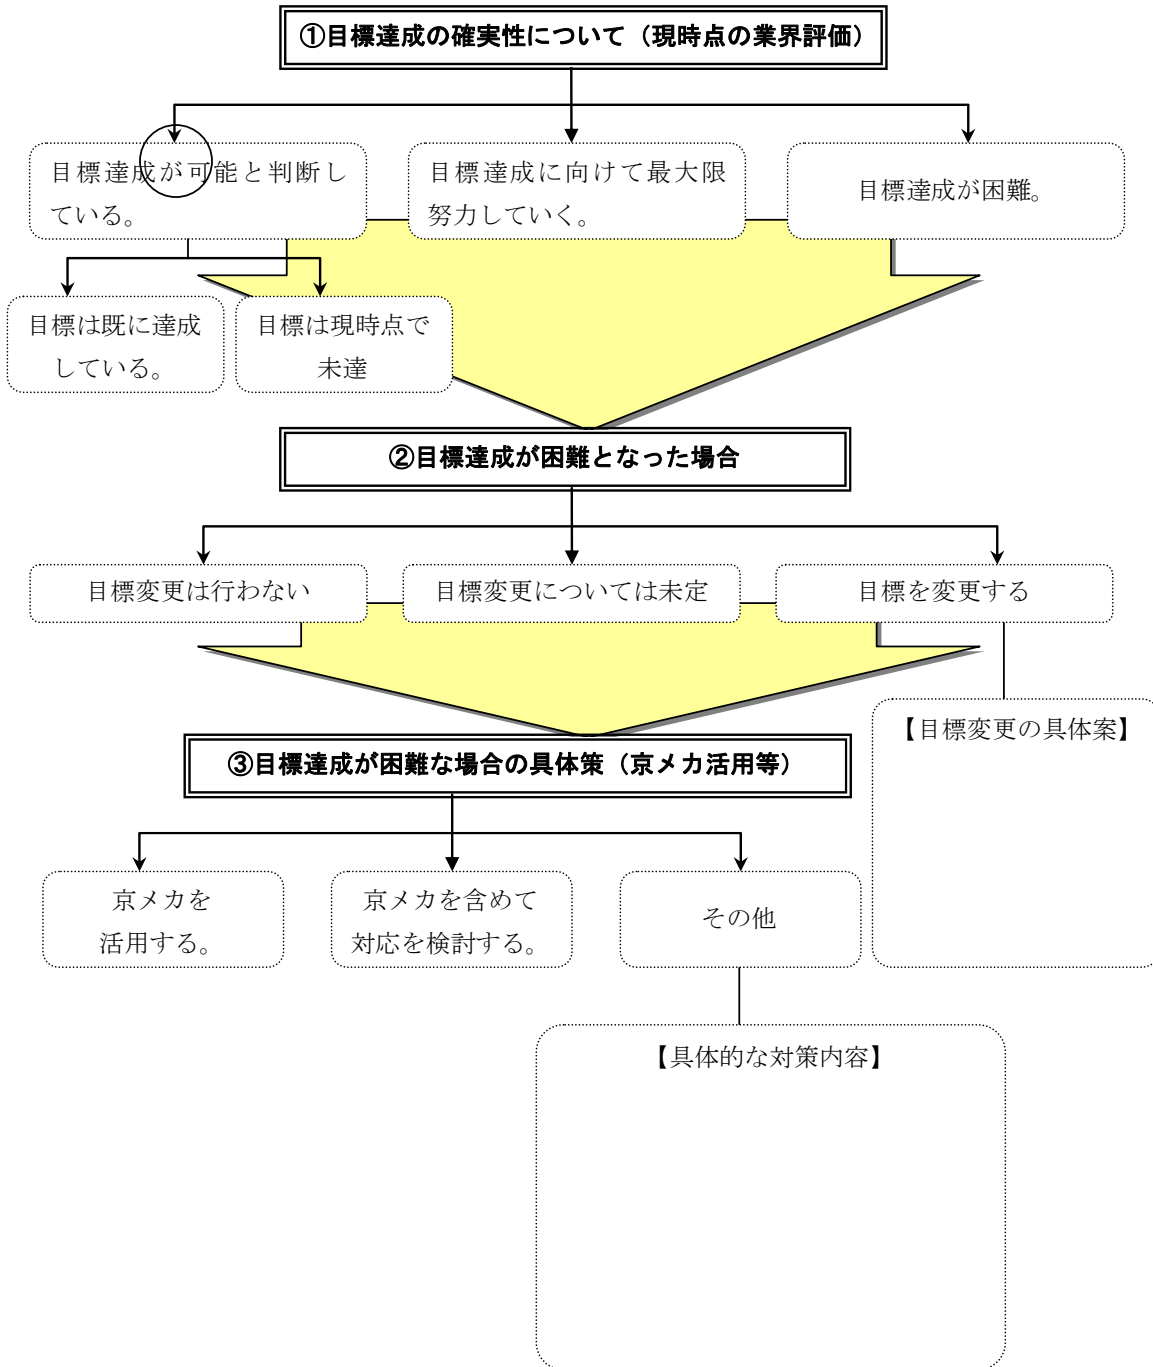 ①目標達成の確実性について（現時点の業界評価）
目標達成が可能と判断し
ている。
目標達成に向けて最大限
努力していく。
目標達成が困難。
目標は既に達成
している。
目標は現時点で
未達
②目標達成が困難となった場合
目標変更は行わない
目標変更については未定
目標を変更する
【目標変更の具体案】
③目標達成が困難な場合の具体策（京メカ活用等）
京メカを
活用する。
京メカを含めて
対応を検討する。
その他
【具体的な対策内容】